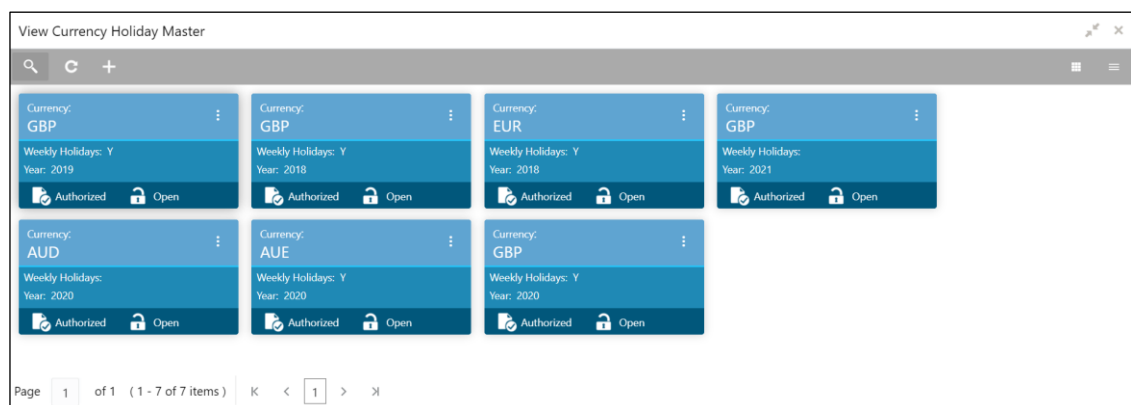 View Currency Holiday Master
Currency: Currency: Currency: Currency:
GBP GBP EUR GBP
Weekly Holidays: Y Weekly Holidays: Y Weekly Holidays: Y Weekly Holidays:
Year: 2019 Year: 2018 Year: 2018 Year: 2021
Authorized Open Authorized Open Authorized Open Authorized Open
Currency: Currency: Currency:
AUD AUE GBP
Weekly Holidays: Weekly Holidays: Y Weekly Holidays: Y
Year: 2020 Year: 2020 Year: 2020
Authorized Open Authorized Open Authorized Open
Page 1 of 1 ( 1 - 7 of 7 items ) 1